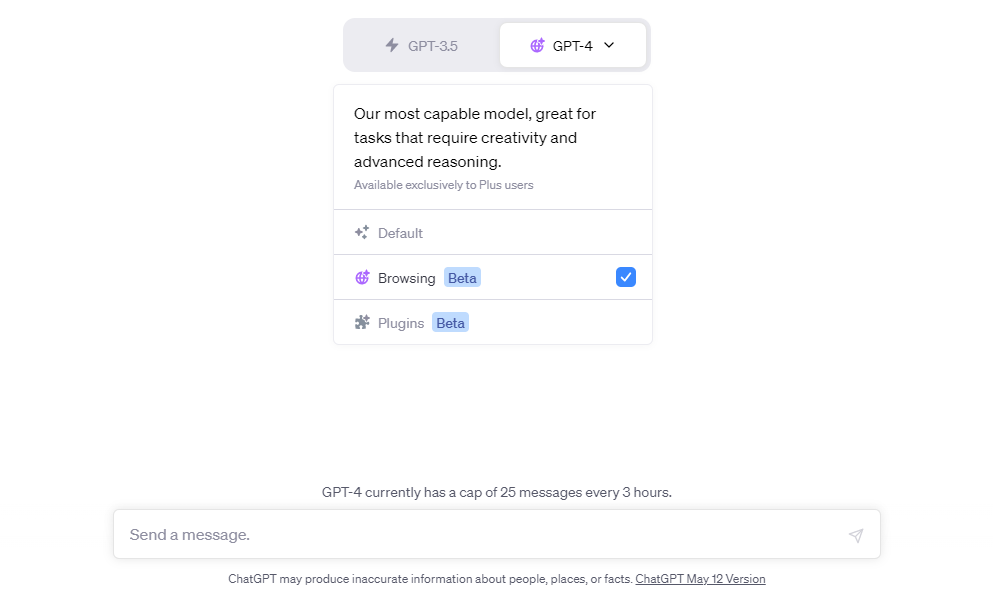 GPT-3.5
GPT-4
Our most capable model, great for
tasks that require creativity and
advanced reasoning.
Available exclusively to Plus users
Default
Browsing Beta
Plugins Beta
GPT-4 currently has a cap of 25 messages every 3 hours.
Send a message.
ChatGPT may produce inaccurate information about people, places, or facts. ChatGPT May 12 Version